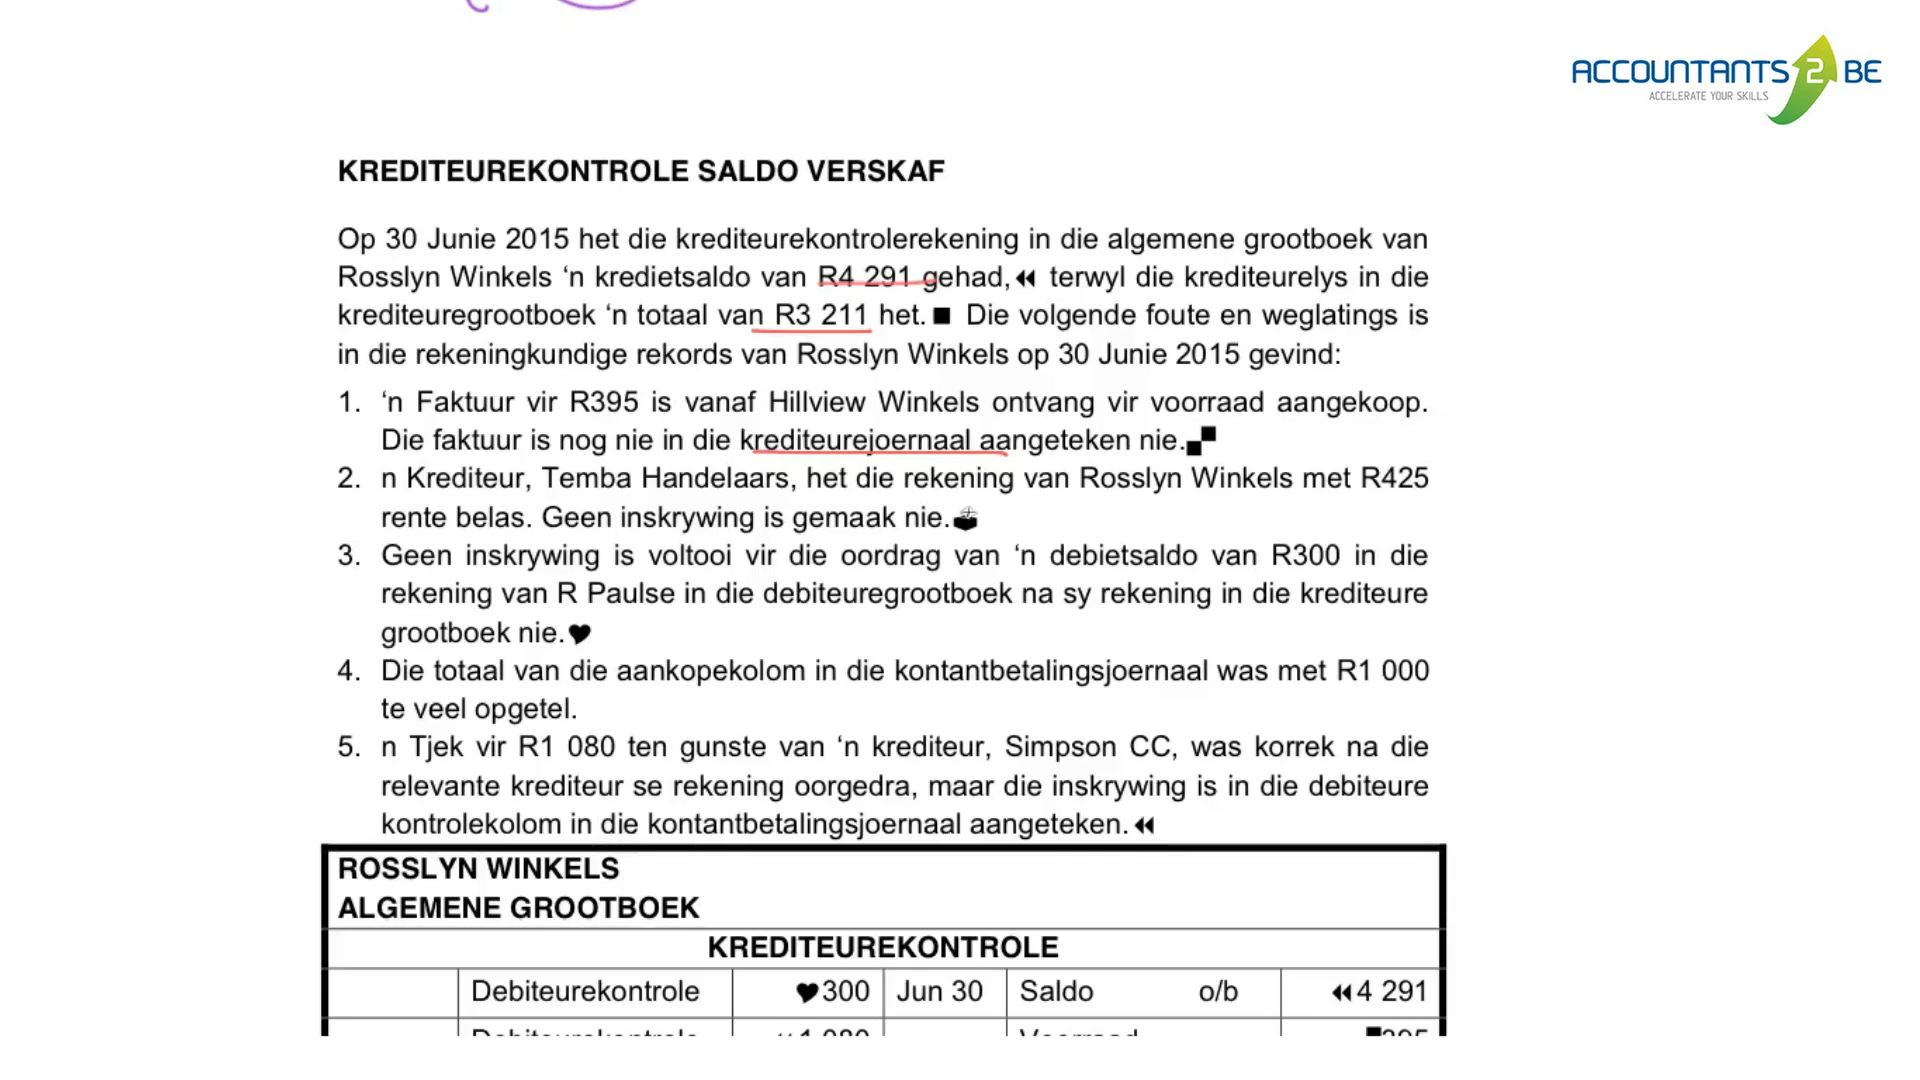 ACCOUNTANTS 2 BE
ACCELERATE YOUR SKILLS
KREDITEUREKONTROLE SALDO VERSKAF
Op 30 Junie 2015 het die krediteurekontrolerekening in die algemene grootboek van
Rosslyn Winkels ‘n kredietsaldo van R4 291 gehad, terwyl die krediteurelys in die
krediteuregrootboek ‘n totaal van R3 211 het. Die volgende foute en weglatings is
in die rekeningkundige rekords van Rosslyn Winkels op 30 Junie 2015 gevind:
1. ‘n Faktuur vir R395 is vanaf Hillview Winkels ontvang vir voorraad aangekoop.
Die faktuur is nog nie in die krediteurejoernaal aangeteken nie.
2. n Krediteur, Temba Handelaars, het die rekening van Rosslyn Winkels met R425
rente belas. Geen inskrywing is gemaak nie.
3. Geen inskrywing is voltooi vir die oordrag van ‘n debietsaldo van R300 in die
rekening van R Paulse in die debiteuregrootboek na sy rekening in die krediteure
grootboek nie.
4. Die totaal van die aankopekolom in die kontantbetalingsjoernaal was met R1 000
te veel opgetel.
5. n Tjek vir R1 080 ten gunste van ‘n krediteur, Simpson CC, was korrek na die
relevante krediteur se rekening oorgedra, maar die inskrywing is in die debiteure
kontrolekolom in die kontantbetalingsjoernaal aangeteken.
ROSSLYN WINKELS
ALGEMENE GROOTBOEK
KREDITEUREKONTROLE
Debiteurekontrole 300 Jun 30 Saldo o/b 4 291
Debiteurekontrole 1 080 Voorraad 395